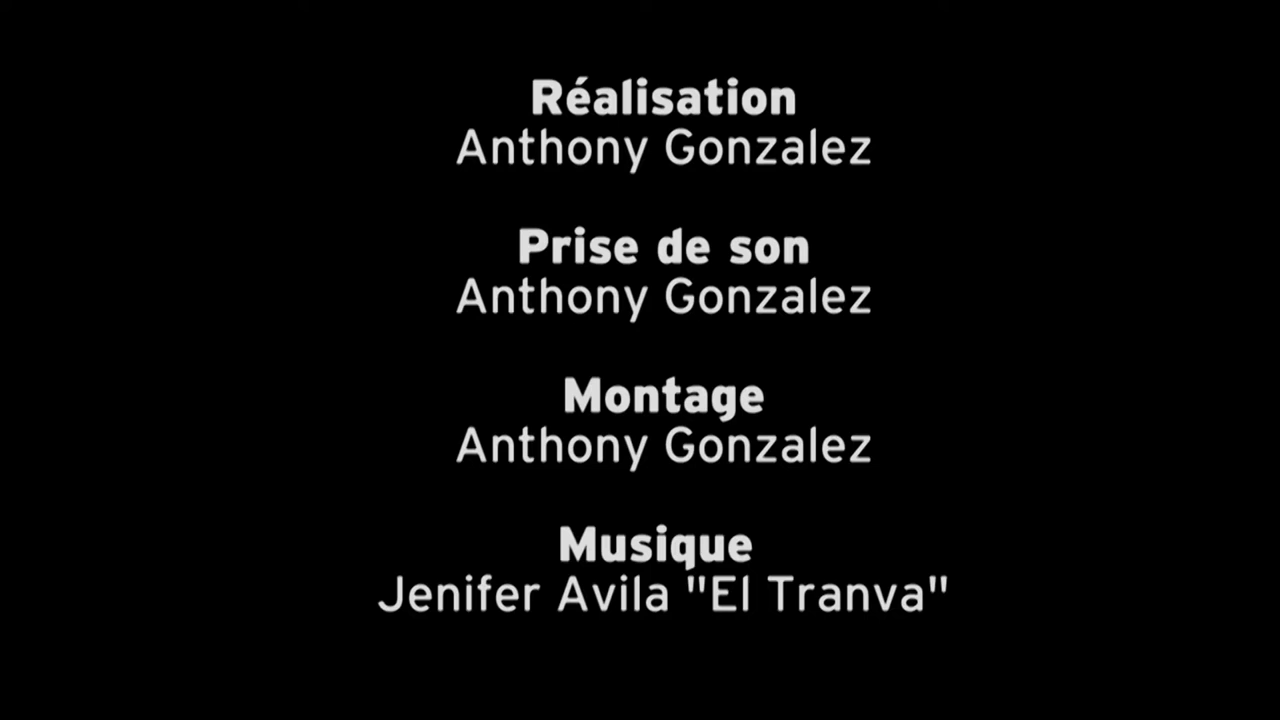 Réalisation
Anthony Gonzalez
Prise de son
Anthony Gonzalez
Montage
Anthony Gonzalez
Musique
Jenifer Avila "El Tranva"